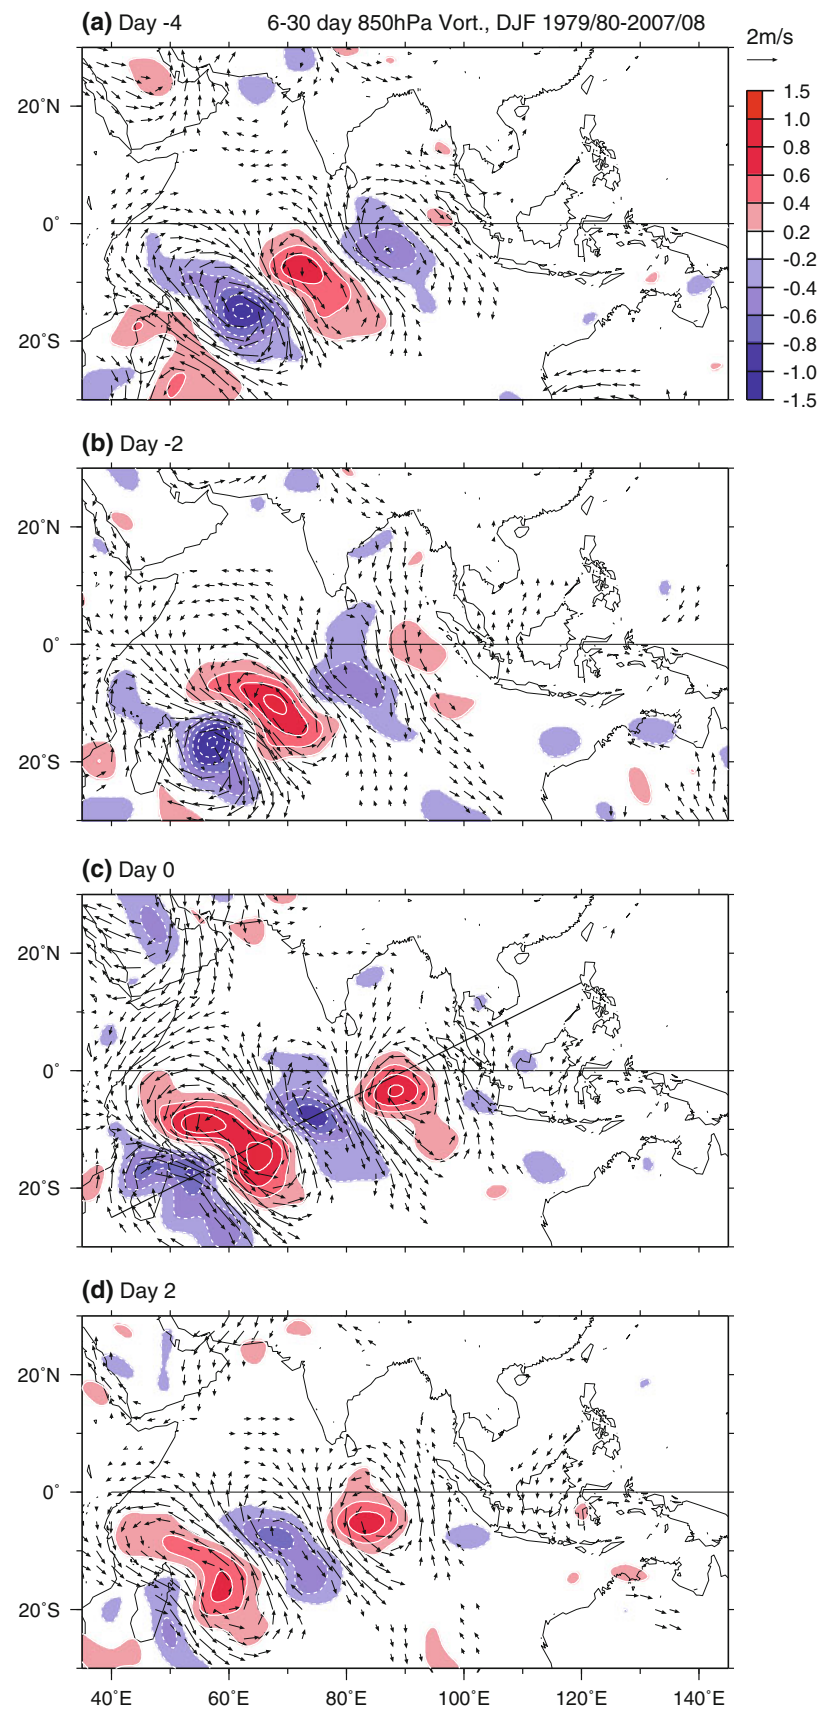 (a) Day -4 6-30 day 850hPa Vort., DJF 1979/80-2007/08
2m/s
1.5
1.0
0.8
0.6
0.4
0.2
-0.2
-0.4
-0.6
-0.8
-1.0
-1.5
20°N
0°
20°S
(b) Day -2
20°N
0°
20°S
(c) Day 0
20°N
0°
20°S
(d) Day 2
20°N
0°
20°S
40°E 60°E 80°E 100°E 120°E 140°E